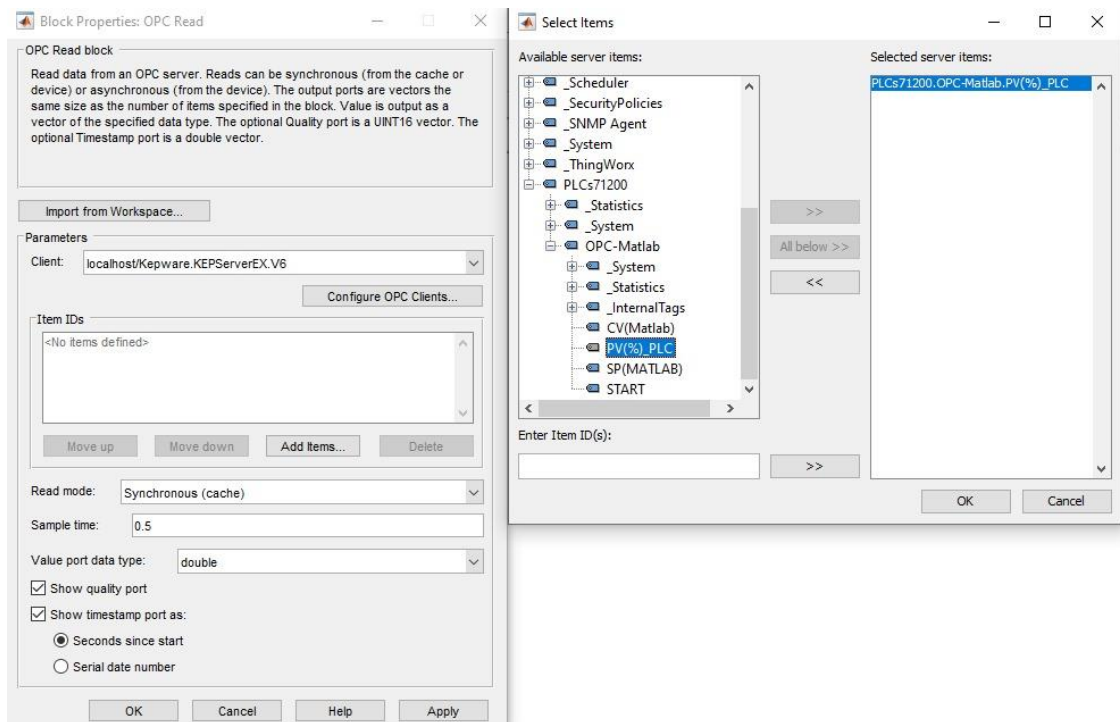 Block Properties: OPC Read
OPC Read block
Read data from an OPC server. Reads can be synchronous (from the cache or
device) or asynchronous (from the device). The output ports are vectors the
same size as the number of items specified in the block. Value is output as a
vector of the specified data type. The optional Quality port is a UINT16 vector. The
optional Timestamp port is a double vector.
Import from Workspace...
Parameters
Client: localhost/Kepware.KEPServerEX.V6
Configure OPC Clients...
Item IDs
<No items defined>
Move up Move down Add Items... Delete
Read mode: Synchronous (cache)
Sample time: 0.5
Value port data type: double
Show quality port
Show timestamp port as:
Seconds since start
Serial date number
OK Cancel Help Apply
Select Items
Available server items:
_Scheduler
_SecurityPolicies
_SNMP Agent
_System
_ThingWorx
PLCs71200
_Statistics
_System
OPC-Matlab
_System
_Statistics
_InternalTags
CV(Matlab)
PV(%)_PLC
SP(MATLAB)
START
Enter Item ID(s):
>>
All below >>
<<
>>
Selected server items:
PLCs71200.OPC-Matlab.PV(%)_PLC
OK Cancel